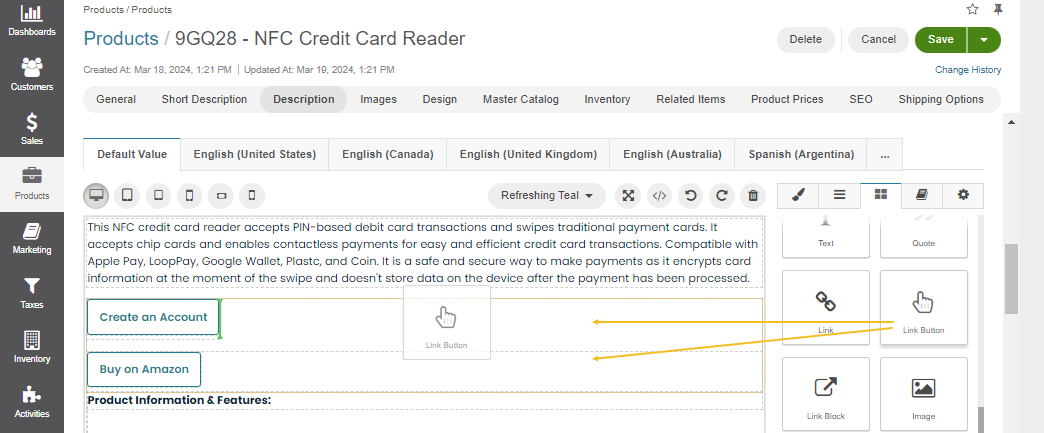 Dashboards
Customers
Sales
Products
Marketing
Taxes
Inventory
Activities
Products / Products
Products / 9GQ28 - NFC Credit Card Reader
Delete
Cancel
Save
Created At: Mar 18, 2024, 1:21 PM | Updated At: Mar 19, 2024, 1:21 PM
Change History
General
Short Description
Description
Images
Design
Master Catalog
Inventory
Related Items
Product Prices
SEO
Shipping Options
Default Value
English (United States)
English (Canada)
English (United Kingdom)
English (Australia)
Spanish (Argentina)
...
Refreshing Teal
This NFC credit card reader accepts PIN-based debit card transactions and swipes traditional payment cards. It
accepts chip cards and enables contactless payments for easy and efficient credit card transactions. Compatible with
Apple Pay, LoopPay, Google Wallet, Plastc, and Coin. It is a safe and secure way to make payments as it encrypts card
information at the moment of the swipe and doesn't store data on the device after the payment has been processed.
Create an Account
Link Button
Buy on Amazon
Product Information & Features:
Text
Quote
Link
Link Button
Link Block
Image